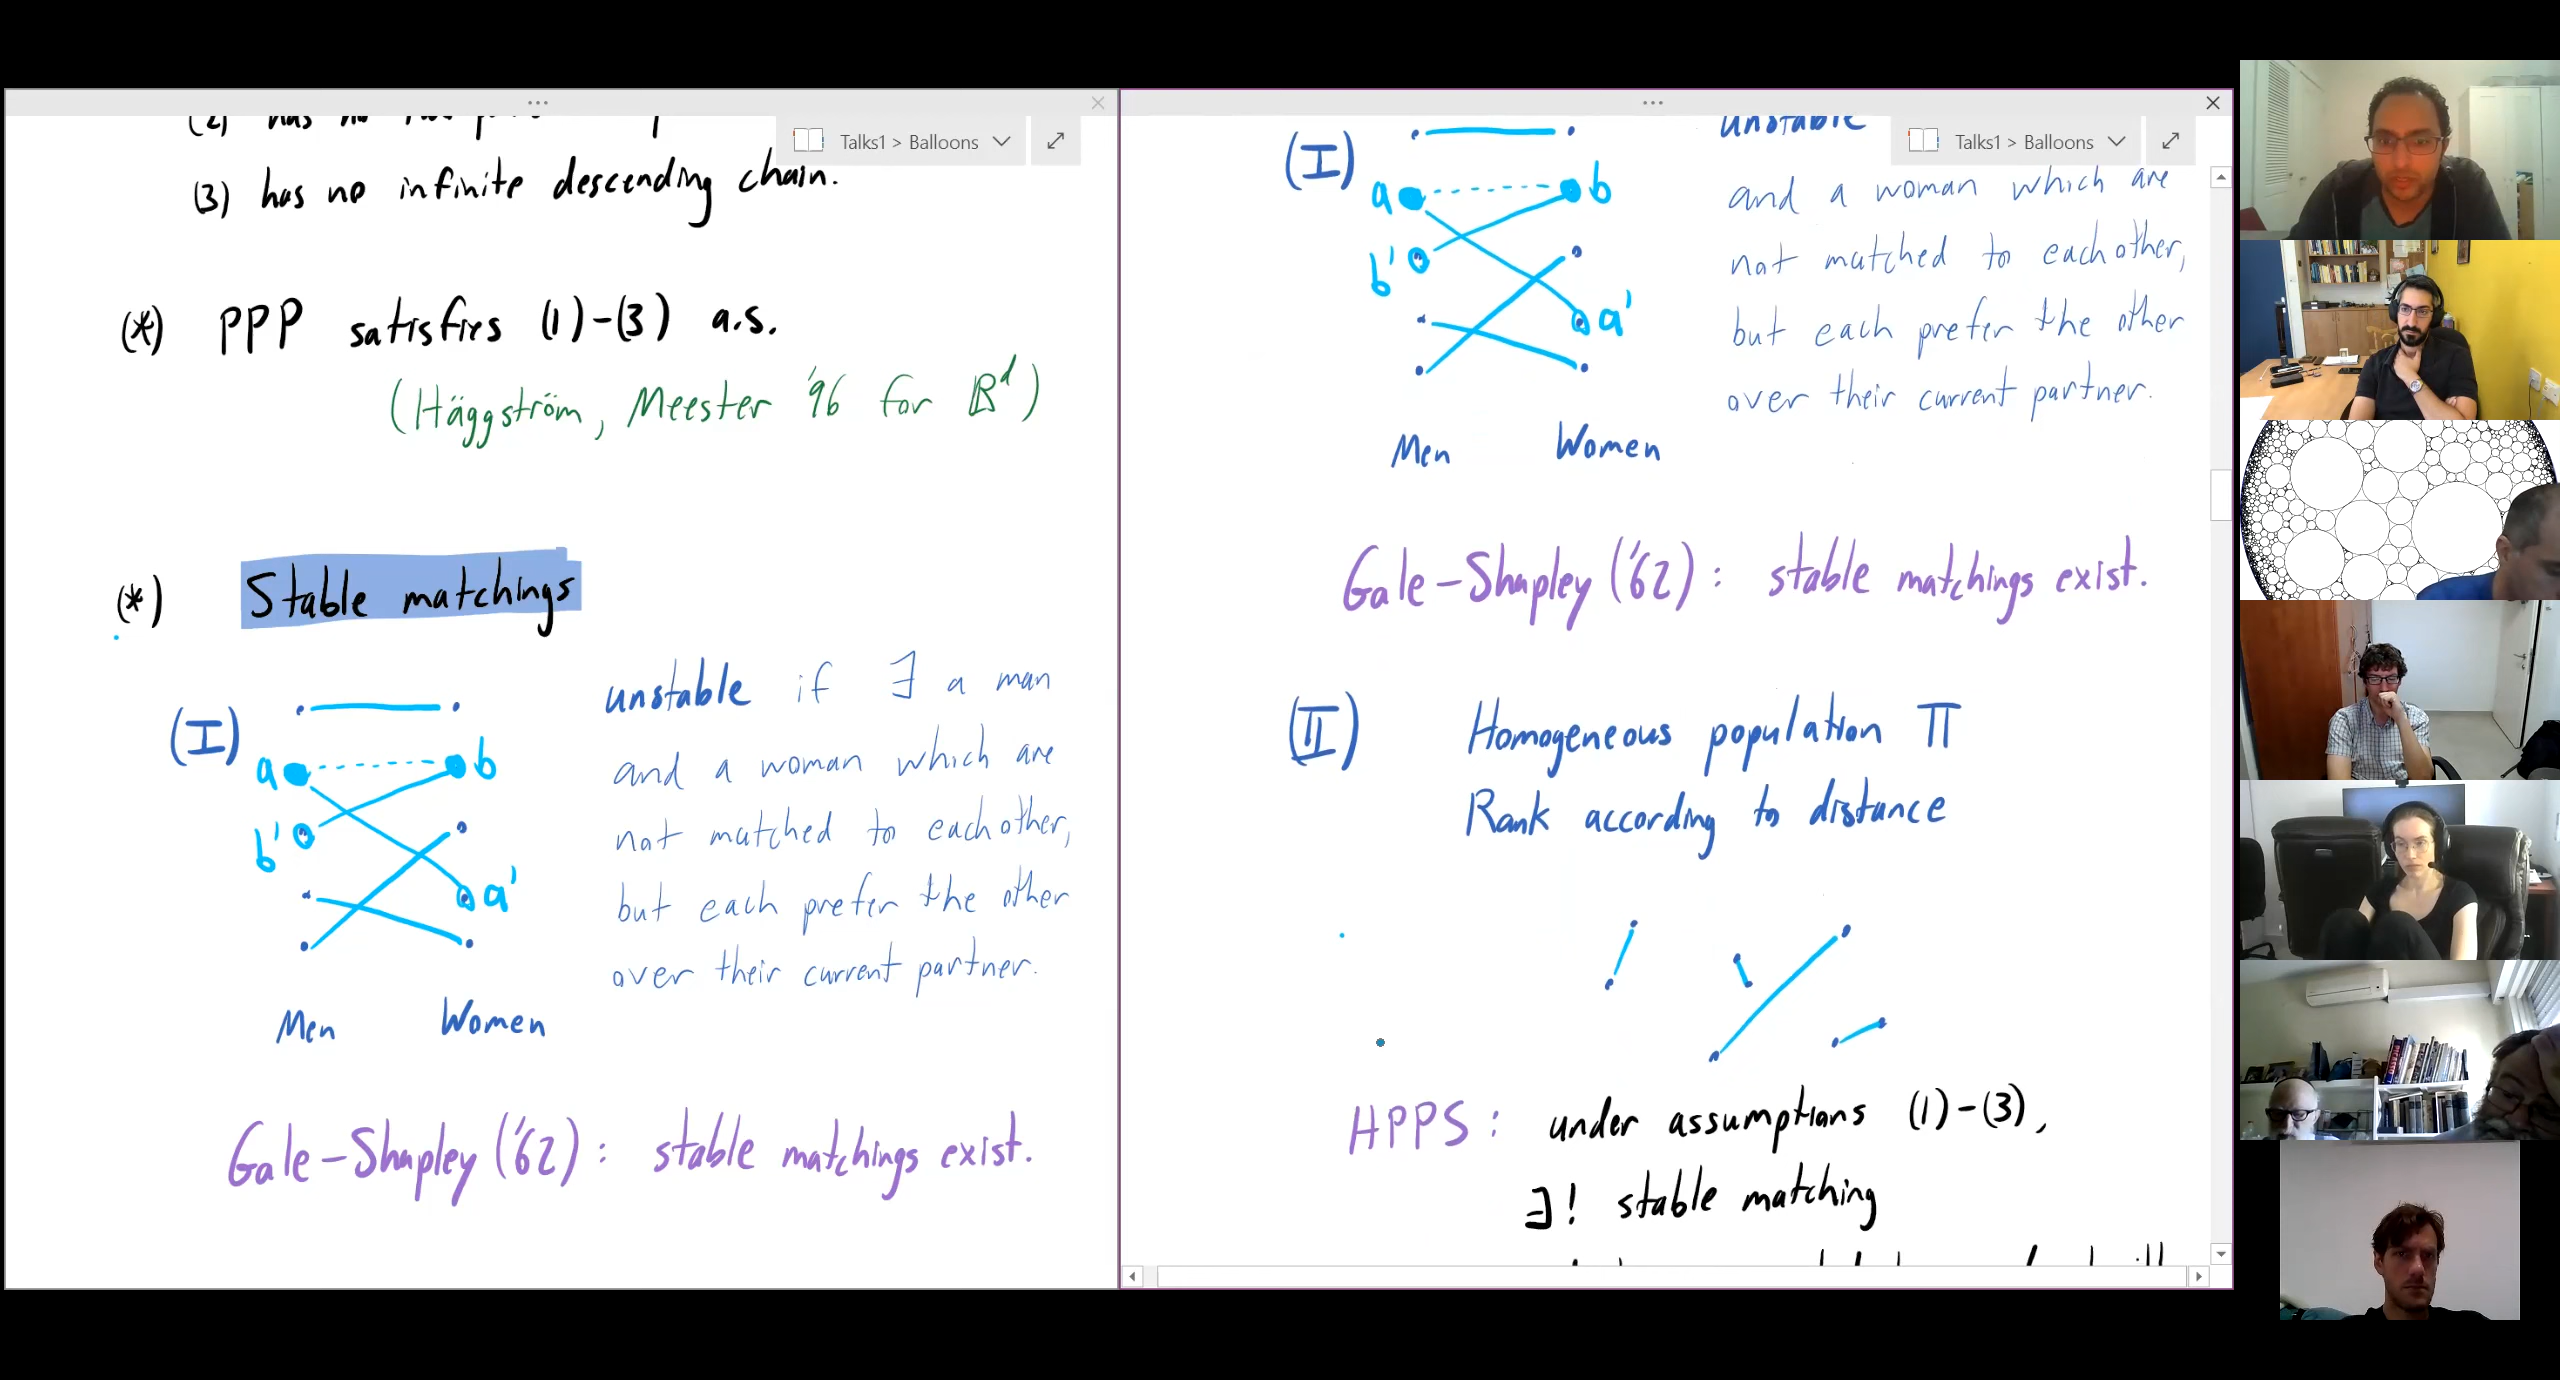 Talks1 > Balloons
(3) has no infinite descending chain.
(*) PPP satisfies (1)-(3) a.s.
(Häggström, Meester '96 for ℝᵈ)
(*) Stable matchings
(I)
a
b
b'
a'
Men
Women
unstable if ∃ a man
and a woman which are
not matched to each other,
but each prefer the other
over their current partner.
Gale-Shapley ('62): stable matchings exist.
Talks1 > Balloons
unstable
(I)
a
b
b'
a'
Men
Women
and a woman which are
not matched to each other,
but each prefer the other
over their current partner.
Gale-Shapley ('62): stable matchings exist.
(II) Homogeneous population Π
Rank according to distance
HPPS: under assumptions (1)-(3),
∃! stable matching